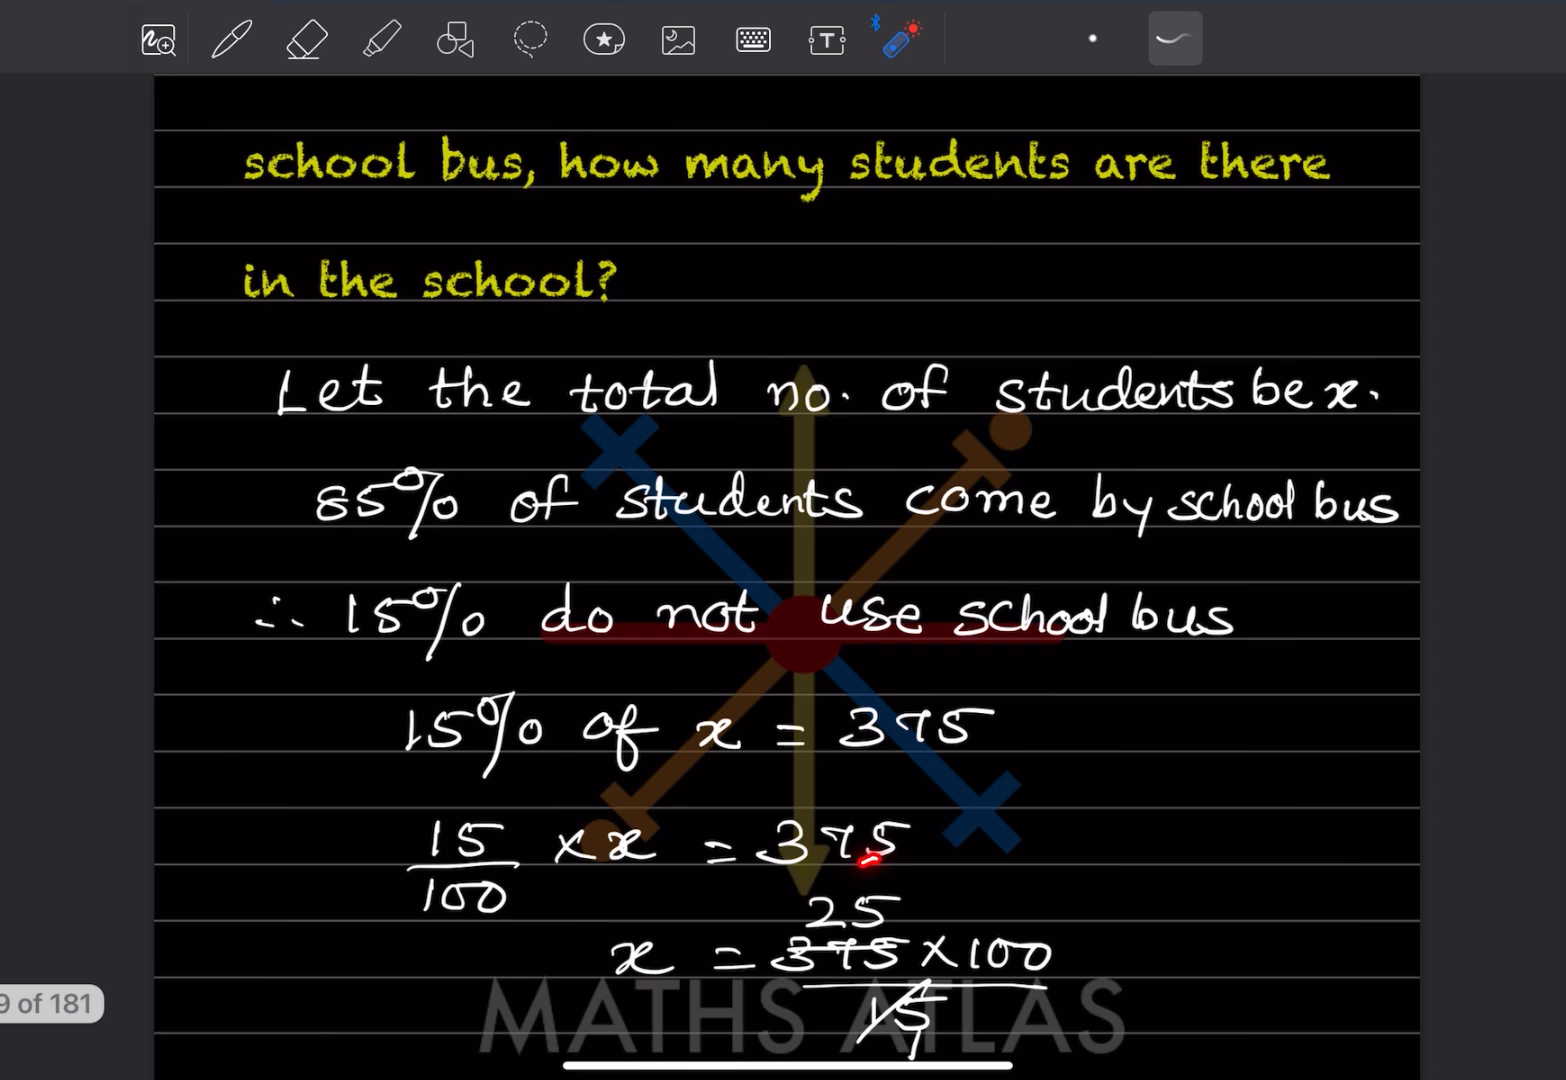 school bus, how many students are there
in the school?
Let the total no. of students be x.
85% of students come by school bus
∴ 15% do not use school bus
15% of x = 375
15/100 × x = 375
25
x = 375 × 100
15
1
MATHS ATLAS
9 of 181
T